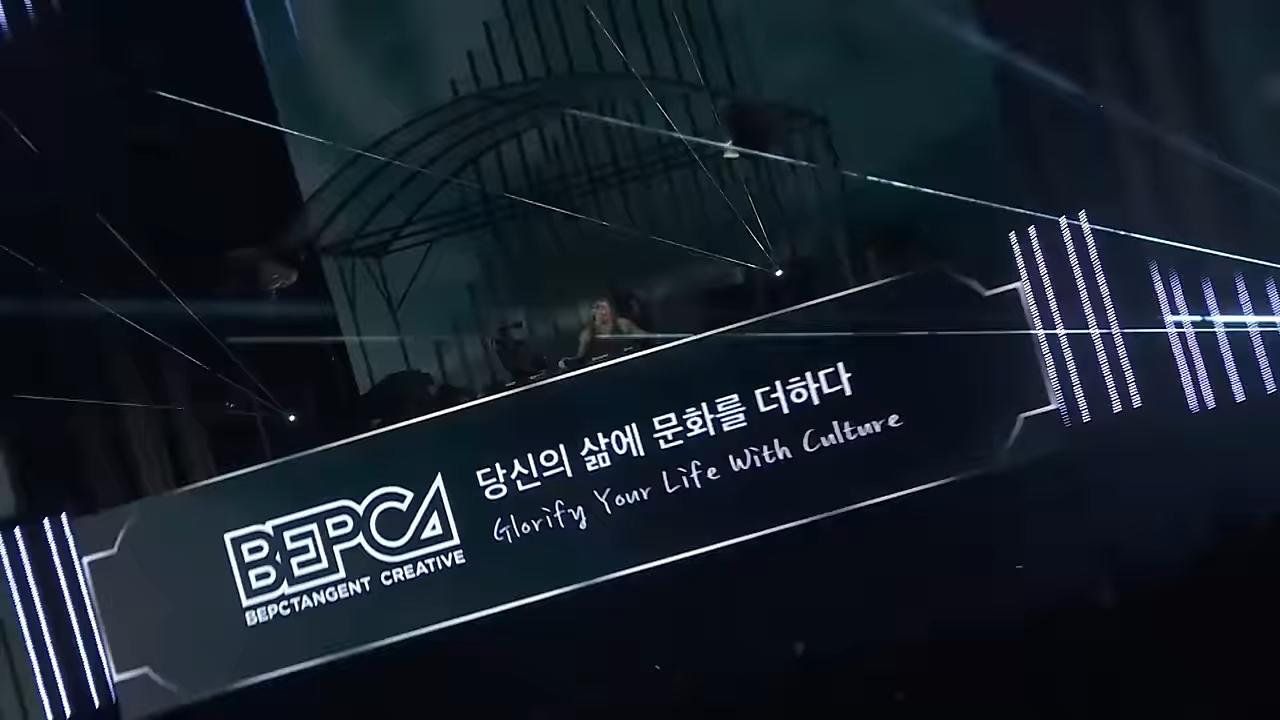 BEPCA
BEPCTANGENT CREATIVE
당신의 삶에 문화를 더하다
Glorify Your Life With Culture